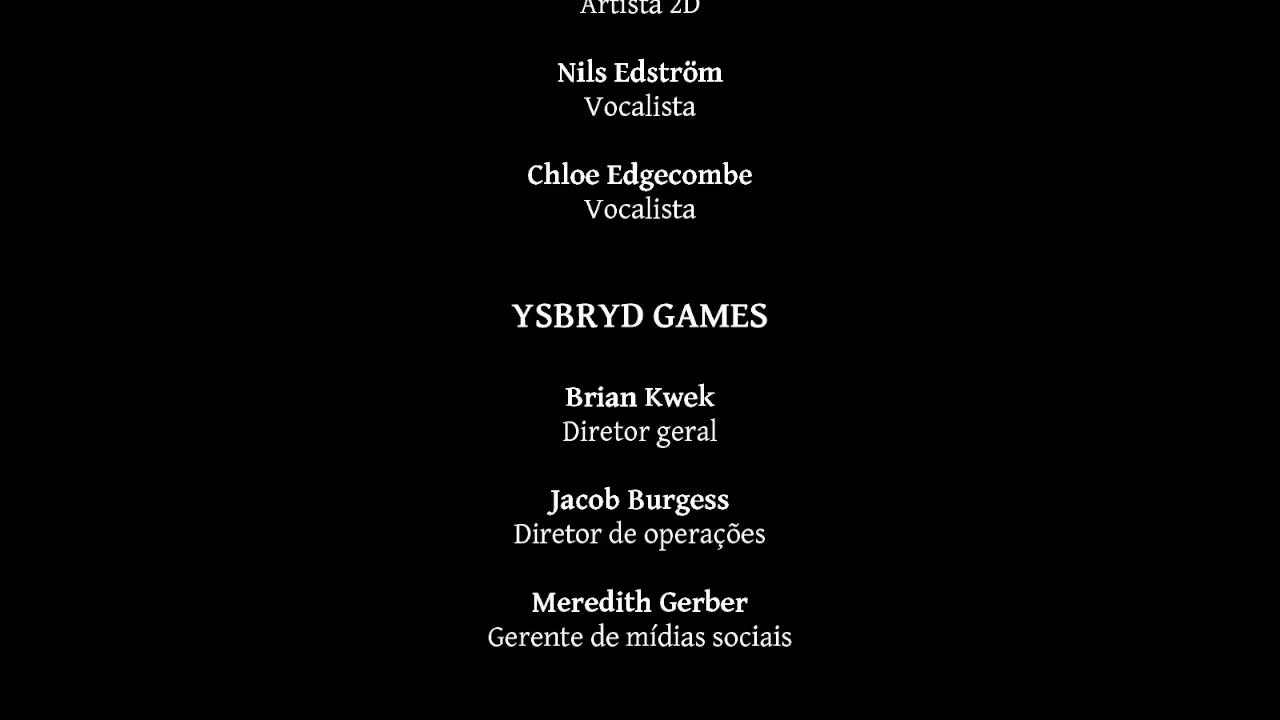 Artista 2D
Nils Edström
Vocalista
Chloe Edgecombe
Vocalista
YSBRYD GAMES
Brian Kwek
Diretor geral
Jacob Burgess
Diretor de operações
Meredith Gerber
Gerente de mídias sociais